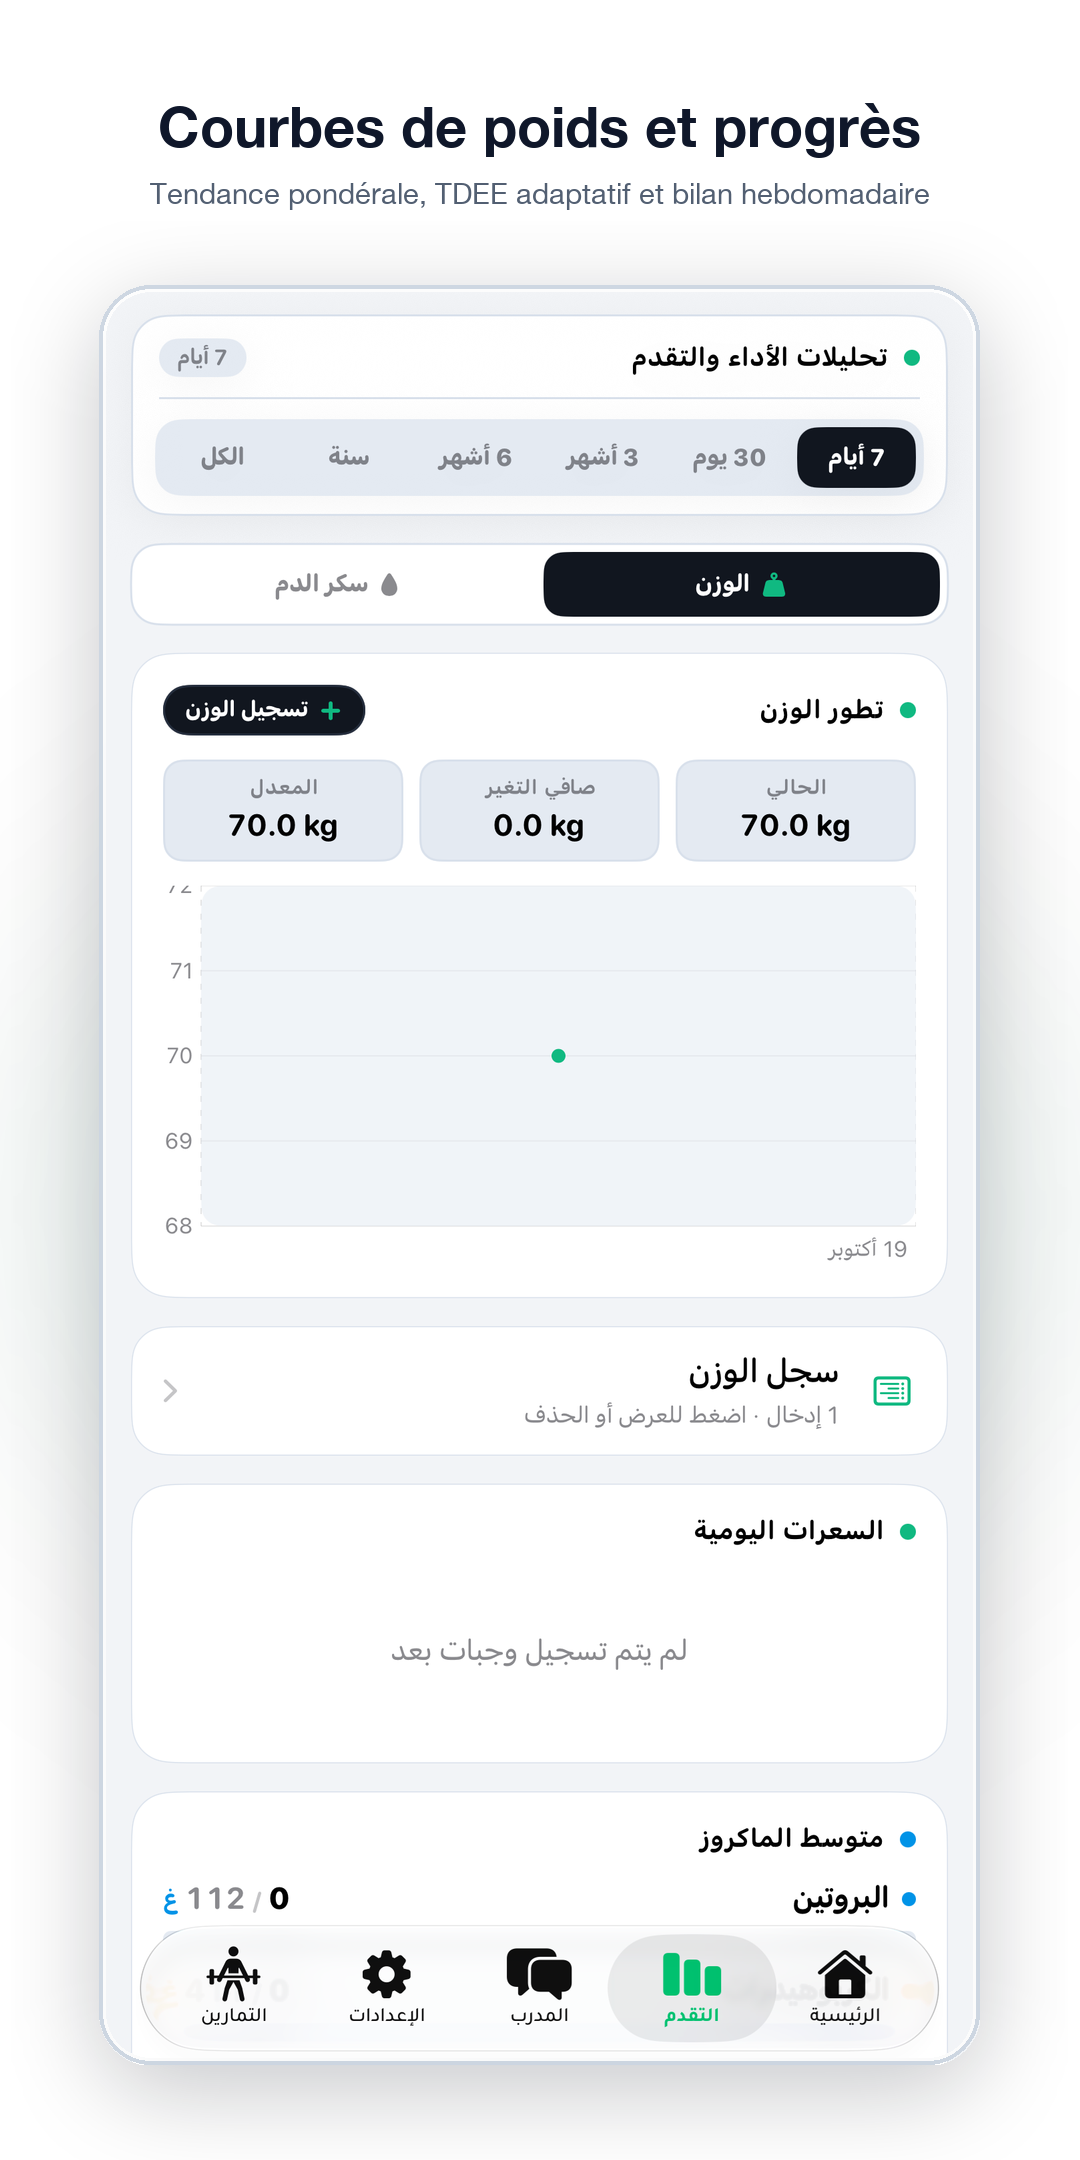 Courbes de poids et progrès
Tendance pondérale, TDEE adaptatif et bilan hebdomadaire
تحليلات الأداء والتقدم
7 أيام
7 أيام
30 يوم
3 أشهر
6 أشهر
سنة
الكل
الوزن
سكر الدم
تطور الوزن
تسجيل الوزن
الحالي
70.0 kg
صافي التغير
0.0 kg
المعدل
70.0 kg
72
71
70
69
68
19 أكتوبر
سجل الوزن
1 إدخال · اضغط للعرض أو الحذف
السعرات اليومية
لم يتم تسجيل وجبات بعد
متوسط الماكروز
البروتين
0 / 112 غ
الرئيسية
التقدم
المدرب
الإعدادات
التمارين